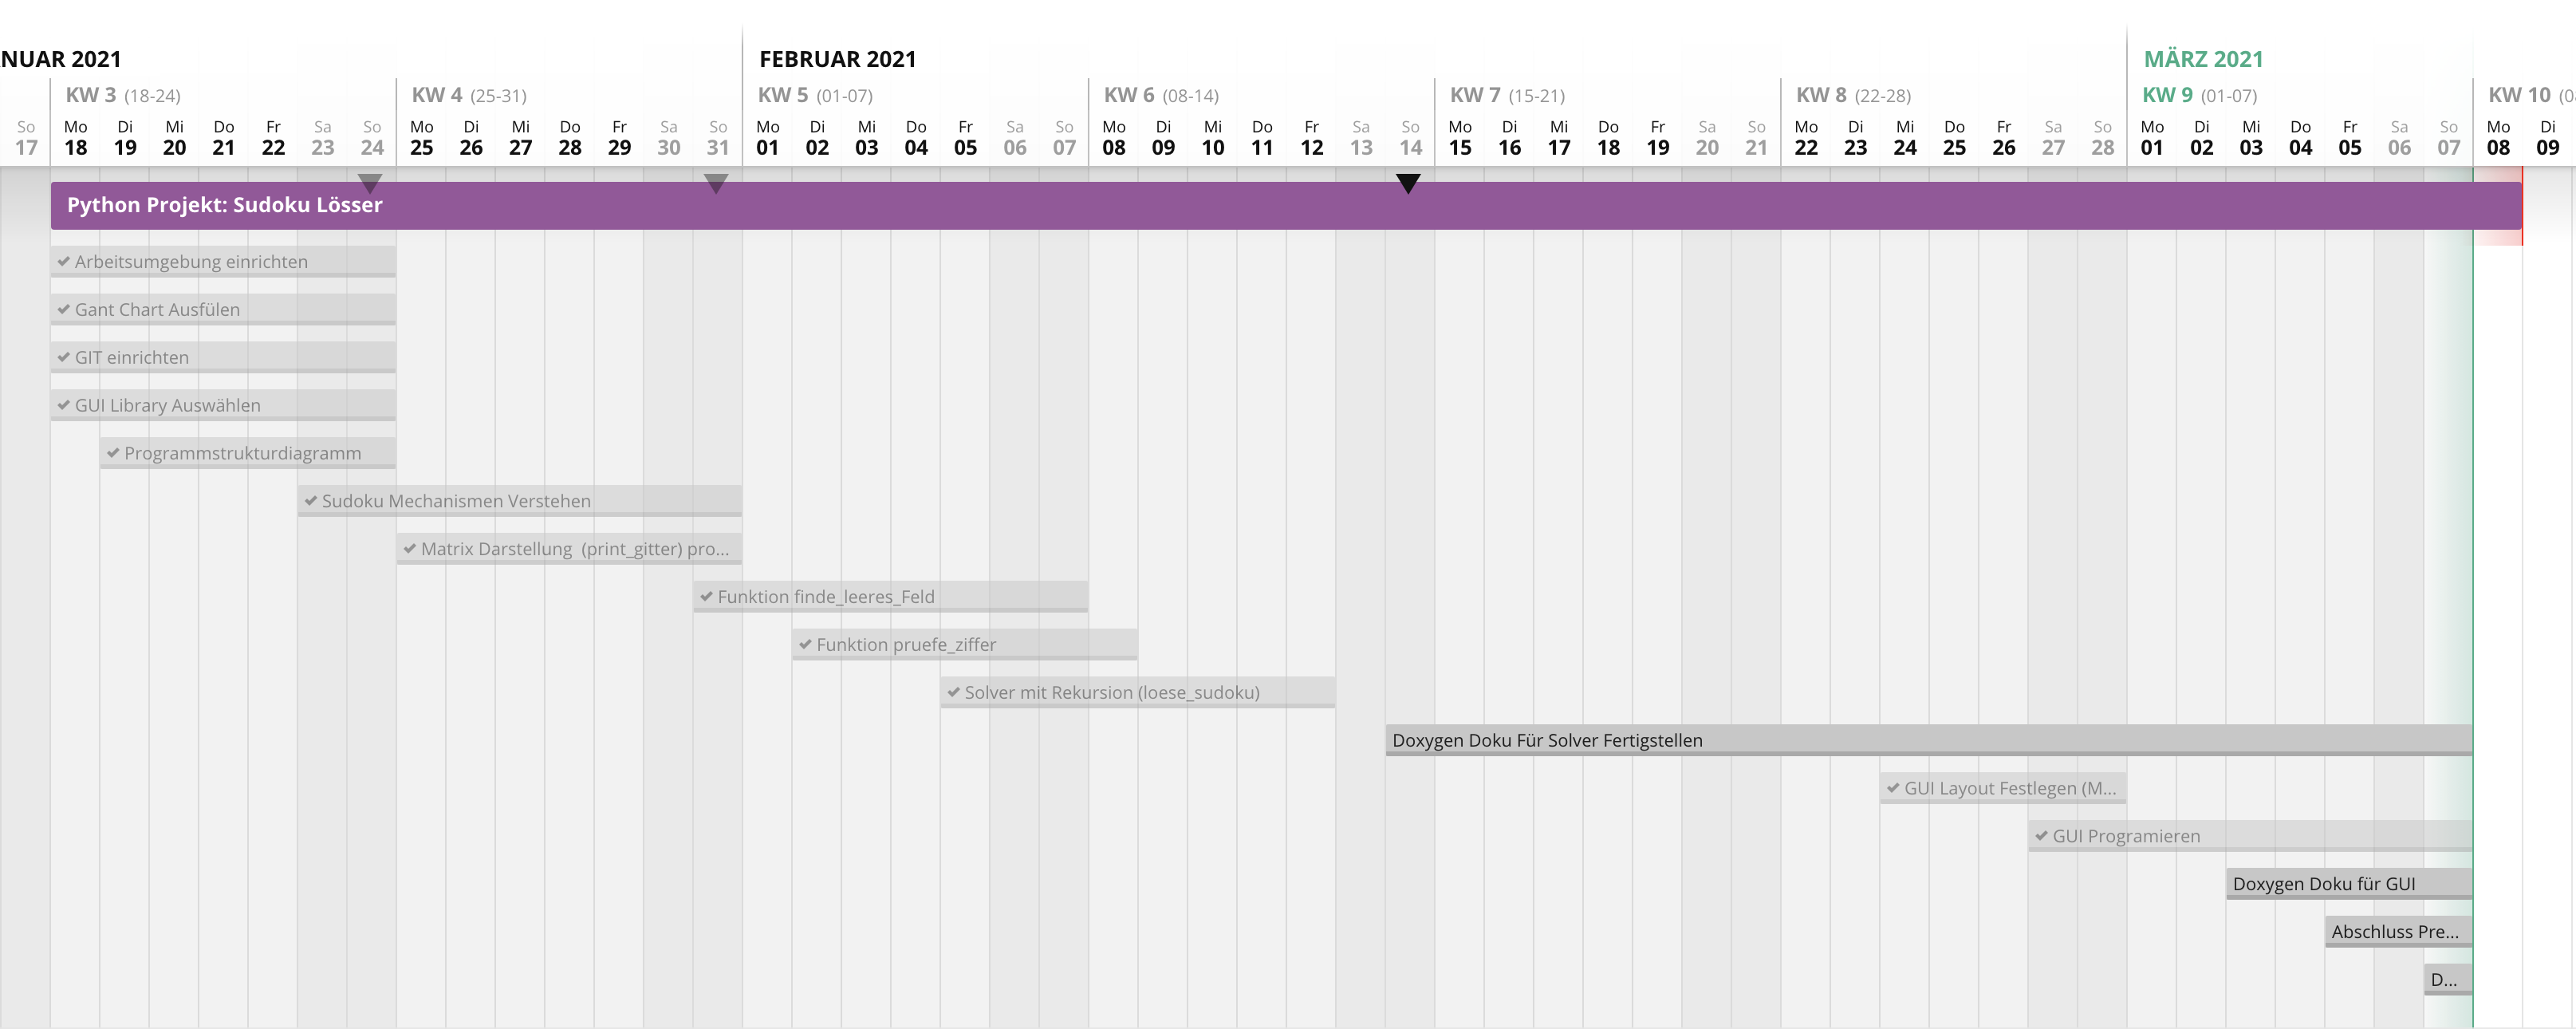 NUAR 2021 FEBRUAR 2021 MÄRZ 2021
KW 3 (18-24) KW 4 (25-31) KW 5 (01-07) KW 6 (08-14) KW 7 (15-21) KW 8 (22-28) KW 9 (01-07) KW 10 (0
So Mo Di Mi Do Fr Sa So Mo Di Mi Do Fr Sa So Mo Di Mi Do Fr Sa So Mo Di Mi Do Fr Sa So Mo Di Mi Do Fr Sa So Mo Di Mi Do Fr Sa So Mo Di Mi Do Fr Sa So Mo Di
17 18 19 20 21 22 23 24 25 26 27 28 29 30 31 01 02 03 04 05 06 07 08 09 10 11 12 13 14 15 16 17 18 19 20 21 22 23 24 25 26 27 28 01 02 03 04 05 06 07 08 09
Python Projekt: Sudoku Lösser
Arbeitsumgebung einrichten
Gant Chart Ausfülen
GIT einrichten
GUI Library Auswählen
Programmstrukturdiagramm
Sudoku Mechanismen Verstehen
Matrix Darstellung (print_gitter) pro...
Funktion finde_leeres_Feld
Funktion pruefe_ziffer
Solver mit Rekursion (loese_sudoku)
Doxygen Doku Für Solver Fertigstellen
GUI Layout Festlegen (M...
GUI Programieren
Doxygen Doku für GUI
Abschluss Pre...
D...